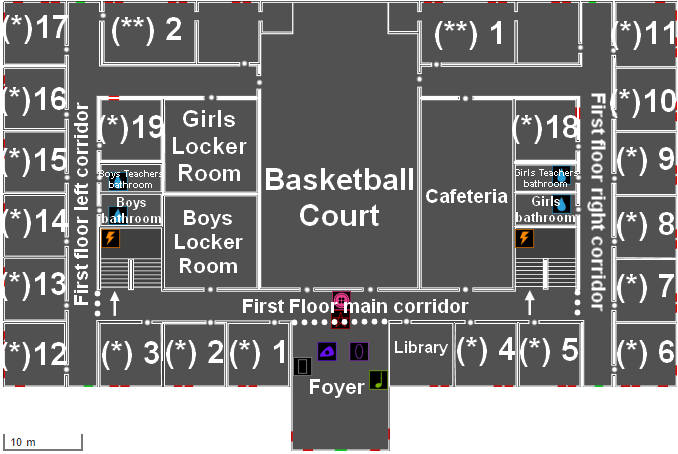 (*)17
(**) 2
(**) 1
(*)11
(*)16
(*)10
(*)19
Girls
Locker
Room
(*)18
(*)15
(*) 9
Boys Teachers
bathroom
Basketball
Court
Cafeteria
Girls Teachers
bathroom
(*)14
Boys
bathroom
Boys
Locker
Room
Girls
bathroom
(*) 8
First floor left corridor
First floor right corridor
(*)13
(*) 7
First Floor main corridor
(*)12
(*) 3
(*) 2
(*) 1
Library
(*) 4
(*) 5
(*) 6
Foyer
10 m